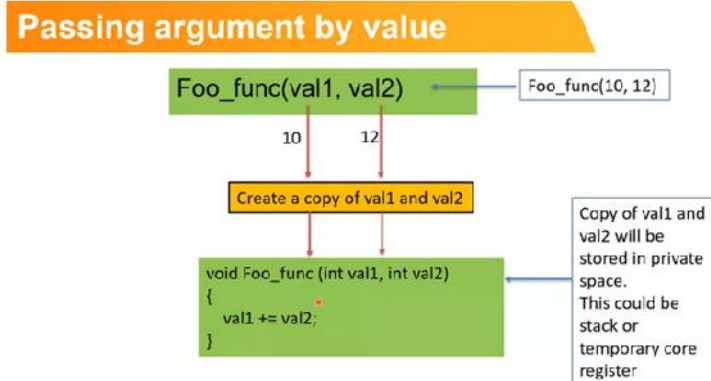 Passing argument by value
Foo_func(val1, val2)
Foo_func(10, 12)
10
12
Create a copy of val1 and val2
void Foo_func (int val1, int val2)
{
val1 += val2;
}
Copy of val1 and
val2 will be
stored in private
space.
This could be
stack or
temporary core
register